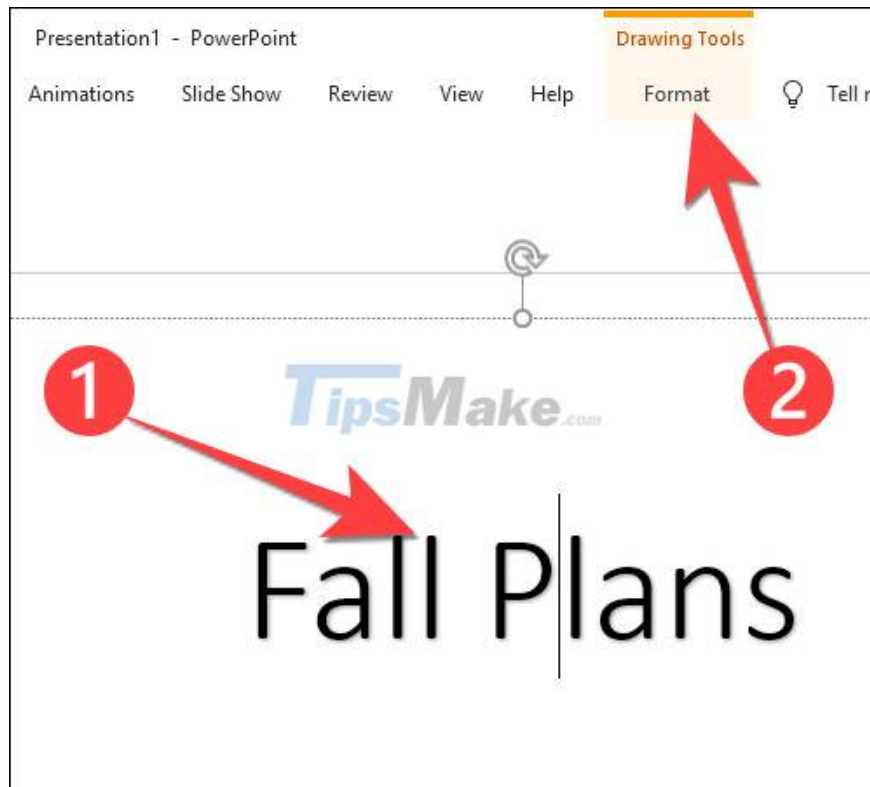 Presentation1 - PowerPoint
Drawing Tools
Animations Slide Show Review View Help Format Tell
1
2
TipsMake.com
Fall Plans